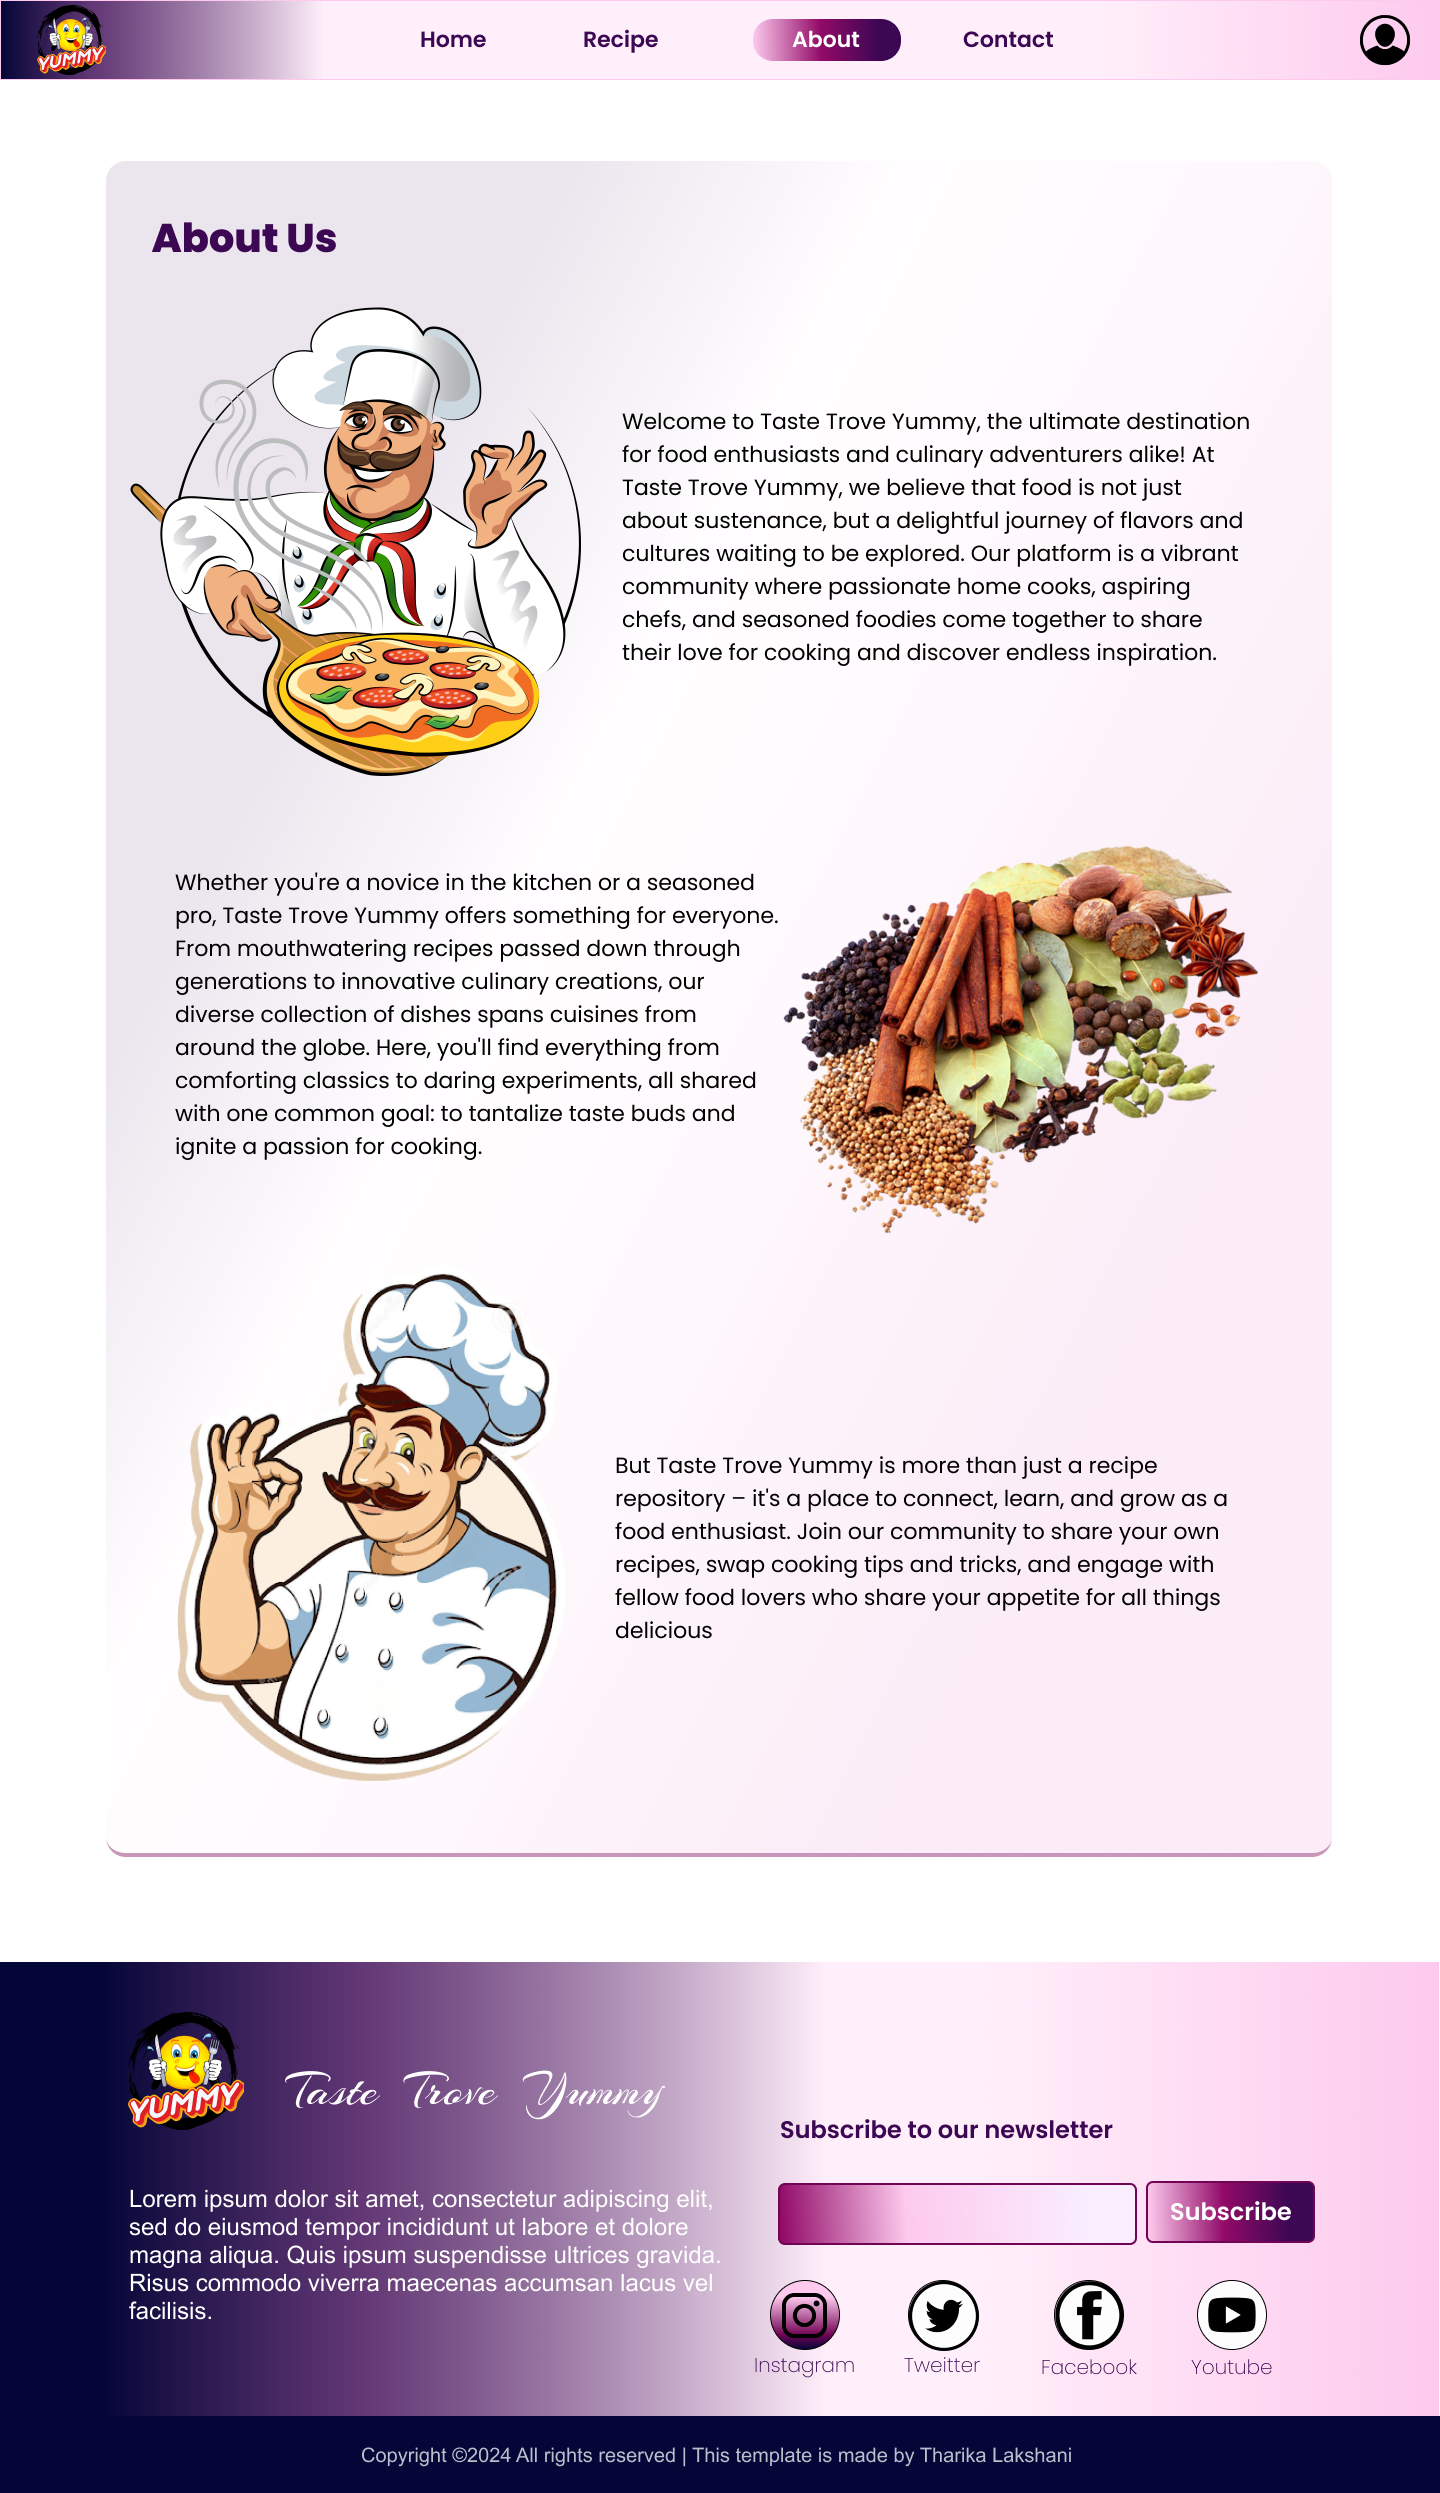 YUMMY
Home
Recipe
About
Contact
About Us
Welcome to Taste Trove Yummy, the ultimate destination
for food enthusiasts and culinary adventurers alike! At
Taste Trove Yummy, we believe that food is not just
about sustenance, but a delightful journey of flavors and
cultures waiting to be explored. Our platform is a vibrant
community where passionate home cooks, aspiring
chefs, and seasoned foodies come together to share
their love for cooking and discover endless inspiration.
Whether you're a novice in the kitchen or a seasoned
pro, Taste Trove Yummy offers something for everyone.
From mouthwatering recipes passed down through
generations to innovative culinary creations, our
diverse collection of dishes spans cuisines from
around the globe. Here, you'll find everything from
comforting classics to daring experiments, all shared
with one common goal: to tantalize taste buds and
ignite a passion for cooking.
But Taste Trove Yummy is more than just a recipe
repository – it's a place to connect, learn, and grow as a
food enthusiast. Join our community to share your own
recipes, swap cooking tips and tricks, and engage with
fellow food lovers who share your appetite for all things
delicious
YUMMY
Taste Trove Yummy
Lorem ipsum dolor sit amet, consectetur adipiscing elit,
sed do eiusmod tempor incididunt ut labore et dolore
magna aliqua. Quis ipsum suspendisse ultrices gravida.
Risus commodo viverra maecenas accumsan lacus vel
facilisis.
Subscribe to our newsletter
Subscribe
Instagram
Tweitter
Facebook
Youtube
Copyright ©2024 All rights reserved | This template is made by Tharika Lakshani